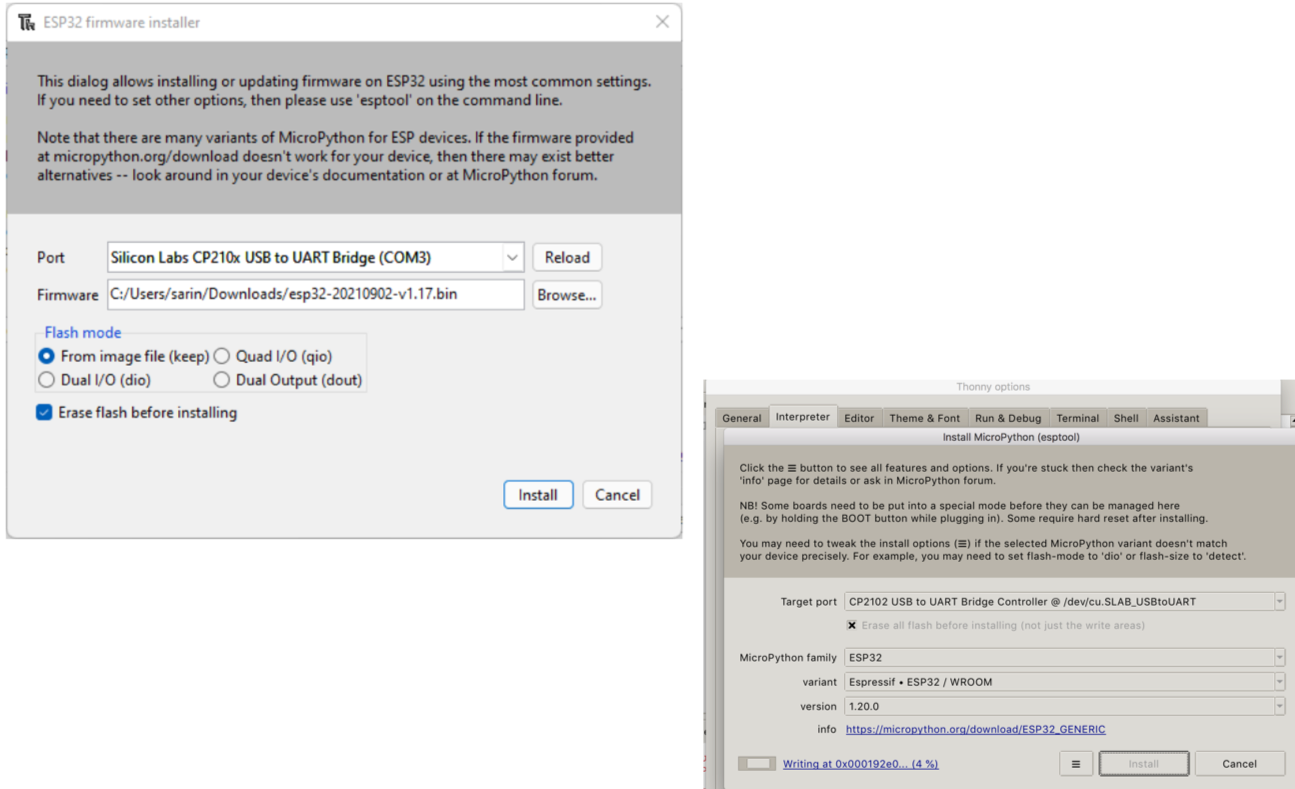 ESP32 firmware installer
This dialog allows installing or updating firmware on ESP32 using the most common settings.
If you need to set other options, then please use 'esptool' on the command line.
Note that there are many variants of MicroPython for ESP devices. If the firmware provided
at micropython.org/download doesn't work for your device, then there may exist better
alternatives -- look around in your device's documentation or at MicroPython forum.
Port Silicon Labs CP210x USB to UART Bridge (COM3) Reload
Firmware C:/Users/sarin/Downloads/esp32-20210902-v1.17.bin Browse...
Flash mode
From image file (keep) Quad I/O (qio)
Dual I/O (dio) Dual Output (dout)
Erase flash before installing
Install Cancel
Thonny options
General Interpreter Editor Theme & Font Run & Debug Terminal Shell Assistant
Install MicroPython (esptool)
Click the ☰ button to see all features and options. If you're stuck then check the variant's
'info' page for details or ask in MicroPython forum.
NB! Some boards need to be put into a special mode before they can be managed here
(e.g. by holding the BOOT button while plugging in). Some require hard reset after installing.
You may need to tweak the install options (☰) if the selected MicroPython variant doesn't match
your device precisely. For example, you may need to set flash-mode to 'dio' or flash-size to 'detect'.
Target port CP2102 USB to UART Bridge Controller @ /dev/cu.SLAB_USBtoUART
Erase all flash before installing (not just the write areas)
MicroPython family ESP32
variant Espressif • ESP32 / WROOM
version 1.20.0
info https://micropython.org/download/ESP32_GENERIC
Writing at 0x000192e0... (4 %) ☰ Install Cancel